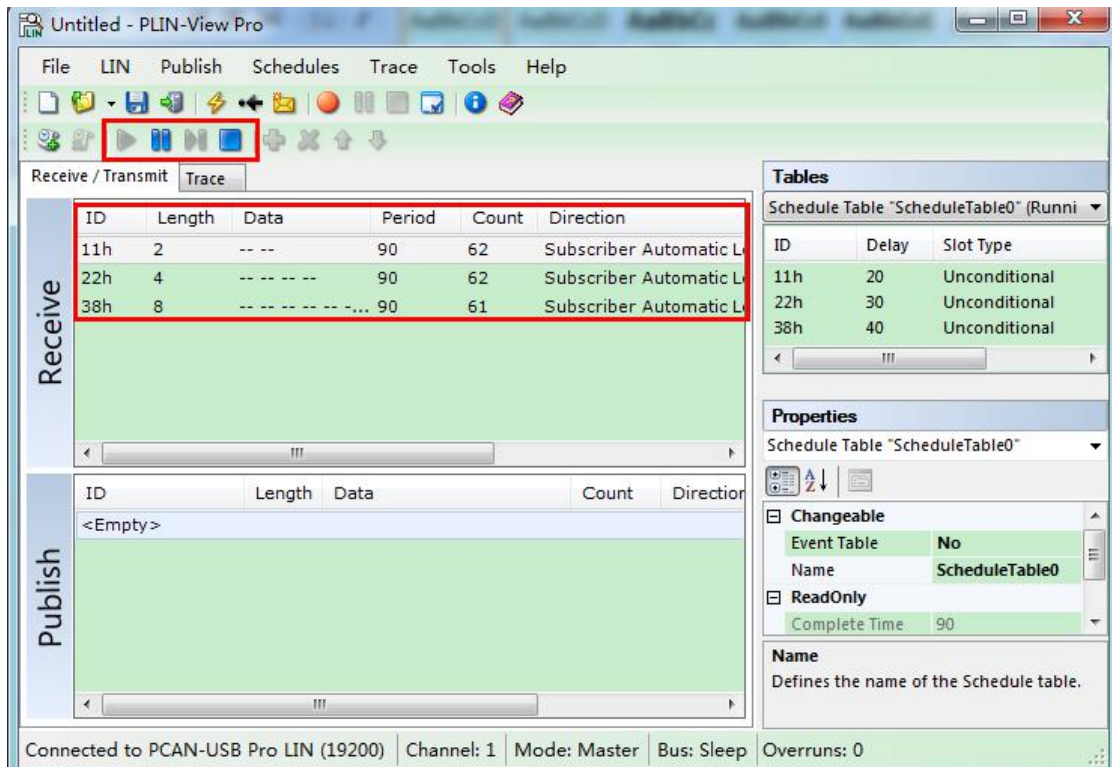 Untitled - PLIN-View Pro
File LIN Publish Schedules Trace Tools Help
Receive / Transmit Trace
Receive
ID Length Data Period Count Direction
11h 2 -- -- 90 62 Subscriber Automatic Le
22h 4 -- -- -- -- 90 62 Subscriber Automatic Le
38h 8 -- -- -- -- -- -... 90 61 Subscriber Automatic Le
Publish
ID Length Data Count Direction
<Empty>
Tables
Schedule Table "ScheduleTable0" (Runni
ID Delay Slot Type
11h 20 Unconditional
22h 30 Unconditional
38h 40 Unconditional
Properties
Schedule Table "ScheduleTable0"
Changeable
Event Table No
Name ScheduleTable0
ReadOnly
Complete Time 90
Name
Defines the name of the Schedule table.
Connected to PCAN-USB Pro LIN (19200) Channel: 1 Mode: Master Bus: Sleep Overruns: 0